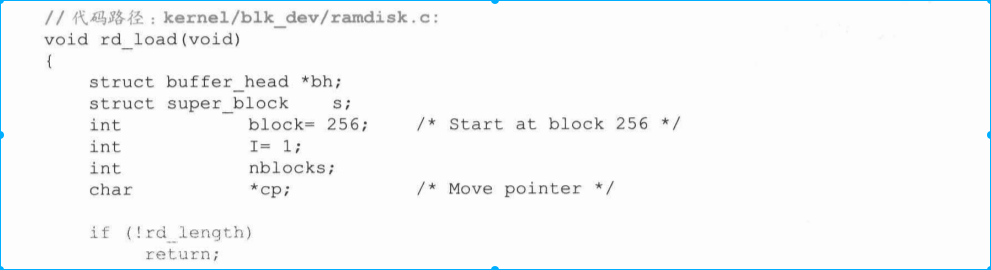 // 代码路径：kernel/blk_dev/ramdisk.c:
void rd_load(void)
{
    struct buffer_head *bh;
    struct super_block    s;
    int             block= 256;     /* Start at block 256 */
    int             I= 1;
    int             nblocks;
    char            *cp;            /* Move pointer */

    if (!rd_length)
        return;